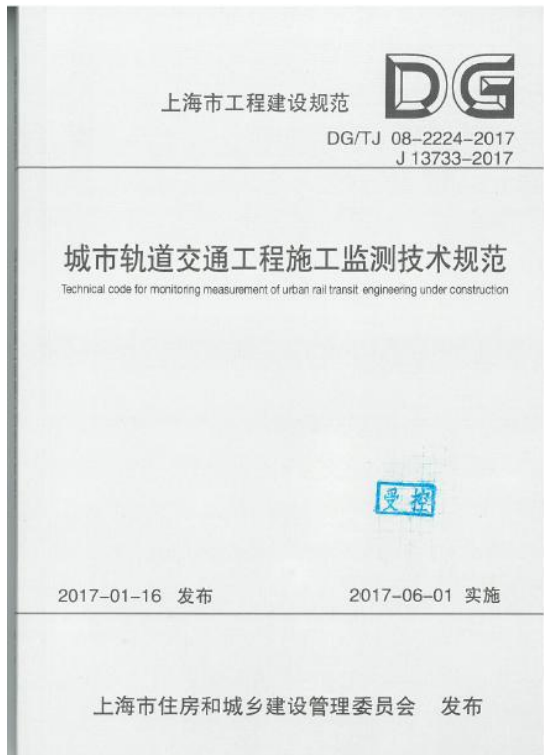 上海市工程建设规范
DG
DG/TJ 08-2224-2017
J 13733-2017
城市轨道交通工程施工监测技术规范
Technical code for monitoring measurement of urban rail transit engineering under construction
受控
2017-01-16 发布
2017-06-01 实施
上海市住房和城乡建设管理委员会 发布